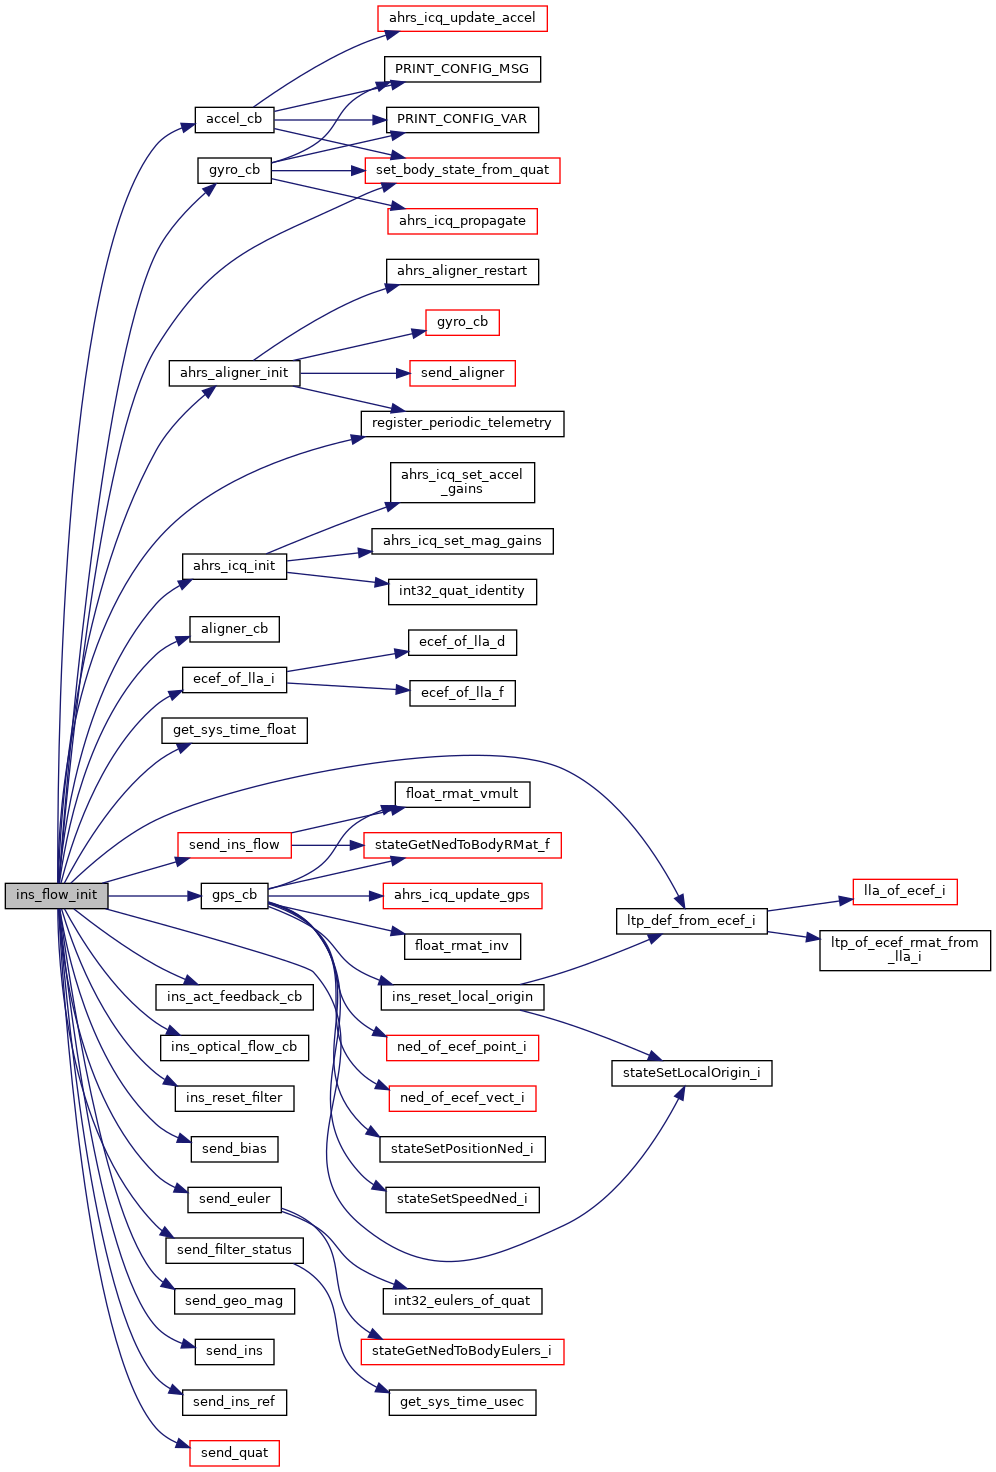 ahrs_icq_update_accel
PRINT_CONFIG_MSG
accel_cb
PRINT_CONFIG_VAR
gyro_cb
set_body_state_from_quat
ahrs_icq_propagate
ahrs_aligner_restart
gyro_cb
ahrs_aligner_init
send_aligner
register_periodic_telemetry
ahrs_icq_set_accel
_gains
ahrs_icq_set_mag_gains
ahrs_icq_init
int32_quat_identity
aligner_cb
ecef_of_lla_d
ecef_of_lla_i
ecef_of_lla_f
get_sys_time_float
float_rmat_vmult
send_ins_flow
stateGetNedToBodyRMat_f
ins_flow_init
gps_cb
ahrs_icq_update_gps
lla_of_ecef_i
ltp_def_from_ecef_i
float_rmat_inv
ltp_of_ecef_rmat_from
_lla_i
ins_act_feedback_cb
ins_reset_local_origin
ins_optical_flow_cb
ned_of_ecef_point_i
stateSetLocalOrigin_i
ins_reset_filter
ned_of_ecef_vect_i
send_bias
stateSetPositionNed_i
send_euler
stateSetSpeedNed_i
send_filter_status
send_geo_mag
int32_eulers_of_quat
send_ins
stateGetNedToBodyEulers_i
send_ins_ref
get_sys_time_usec
send_quat